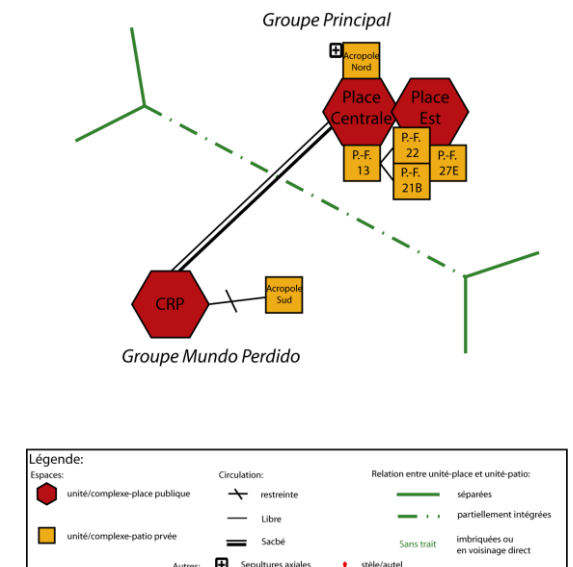 Groupe Principal
Acropole
Nord
Place
Centrale
Place
Est
P.-F.
13
P.-F.
22
P.-F.
21B
P.-F.
27E
CRP
Acropole
Sud
Groupe Mundo Perdido
Légende:
Espaces:
unité/complexe-place publique
unité/complexe-patio prvée
Circulation:
restreinte
Libre
Sacbé
Relation entre unité-place et unité-patio:
séparées
partiellement intégrées
Sans trait
imbriquées ou
en voisinage direct
Autres:
Sepultures axiales
stèle/autel